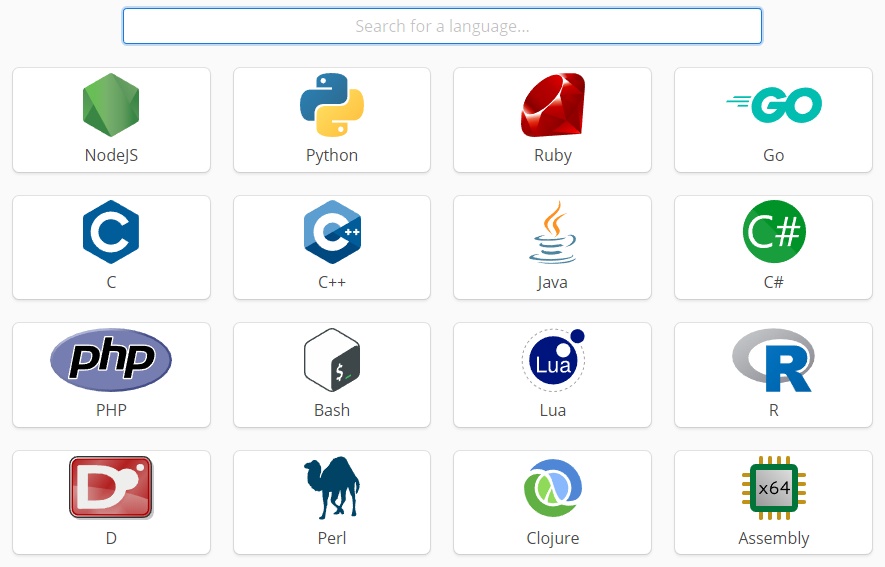 Search for a language...
NodeJS
Python
Ruby
GO
Go
C
C
C++
C++
Java
C#
C#
php
PHP
$_
Bash
Lua
Lua
R
R
D
D
Perl
Clojure
x64
Assembly